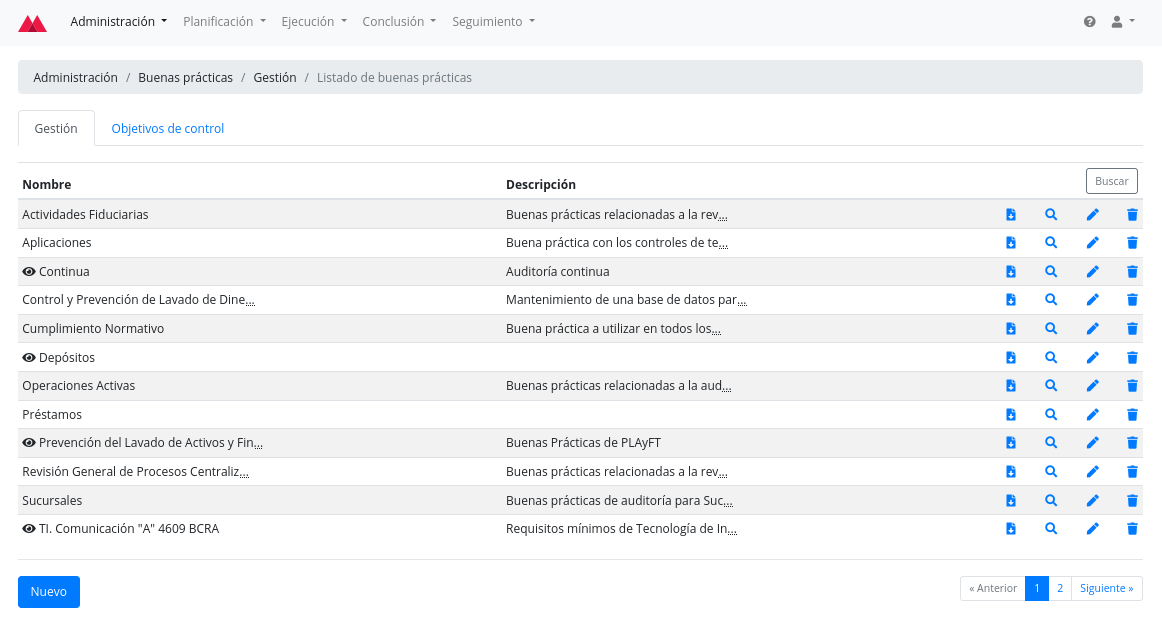 Administración Planificación Ejecución Conclusión Seguimiento
Administración / Buenas prácticas / Gestión / Listado de buenas prácticas
Gestión Objetivos de control
Nombre Descripción Buscar
Actividades Fiduciarias Buenas prácticas relacionadas a la rev...
Aplicaciones Buena práctica con los controles de te...
Continua Auditoría continua
Control y Prevención de Lavado de Dine... Mantenimiento de una base de datos par...
Cumplimiento Normativo Buena práctica a utilizar en todos los...
Depósitos
Operaciones Activas Buenas prácticas relacionadas a la aud...
Préstamos
Prevención del Lavado de Activos y Fin... Buenas Prácticas de PLAyFT
Revisión General de Procesos Centraliz... Buenas prácticas relacionadas a la rev...
Sucursales Buenas prácticas de auditoría para Suc...
TI. Comunicación "A" 4609 BCRA Requisitos mínimos de Tecnología de In...
Nuevo « Anterior 1 2 Siguiente »